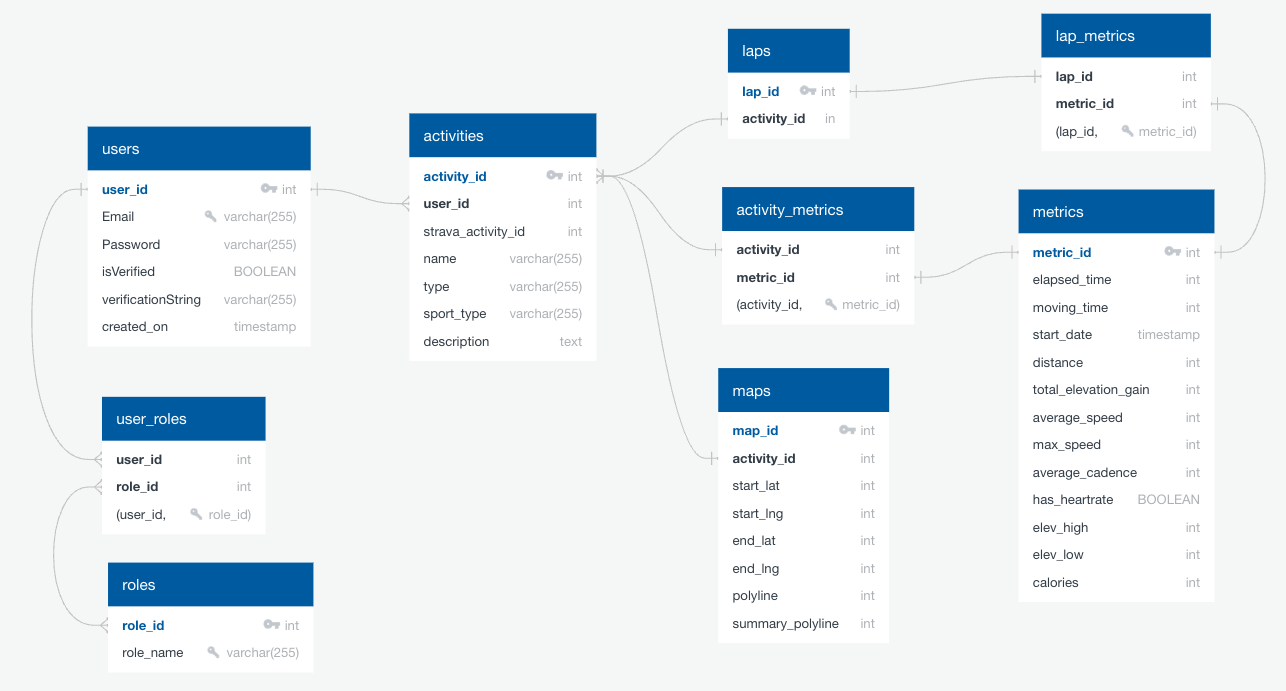 users
user_id int
Email varchar(255)
Password varchar(255)
isVerified BOOLEAN
verificationString varchar(255)
created_on timestamp
user_roles
user_id int
role_id int
(user_id, role_id)
roles
role_id int
role_name varchar(255)
activities
activity_id int
user_id int
strava_activity_id int
name varchar(255)
type varchar(255)
sport_type varchar(255)
description text
laps
lap_id int
activity_id in
activity_metrics
activity_id int
metric_id int
(activity_id, metric_id)
maps
map_id int
activity_id int
start_lat int
start_lng int
end_lat int
end_lng int
polyline int
summary_polyline int
lap_metrics
lap_id int
metric_id int
(lap_id, metric_id)
metrics
metric_id int
elapsed_time int
moving_time int
start_date timestamp
distance int
total_elevation_gain int
average_speed int
max_speed int
average_cadence int
has_heartrate BOOLEAN
elev_high int
elev_low int
calories int